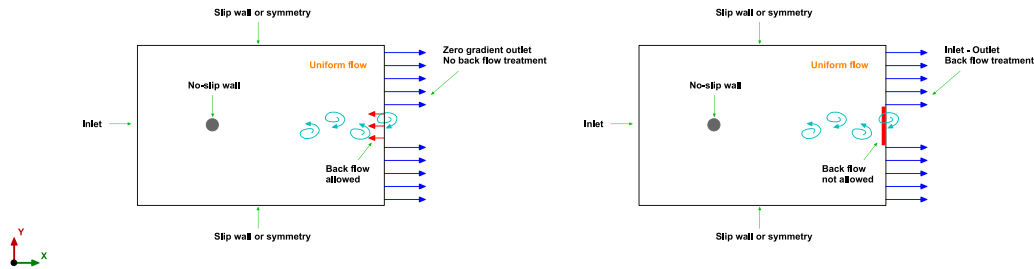 Slip wall or symmetry
Zero gradient outlet
No back flow treatment
Uniform flow
No-slip wall
Inlet
Back flow
allowed
Slip wall or symmetry
Slip wall or symmetry
Inlet - Outlet
Back flow treatment
Uniform flow
No-slip wall
Inlet
Back flow
not allowed
Slip wall or symmetry
Y
X